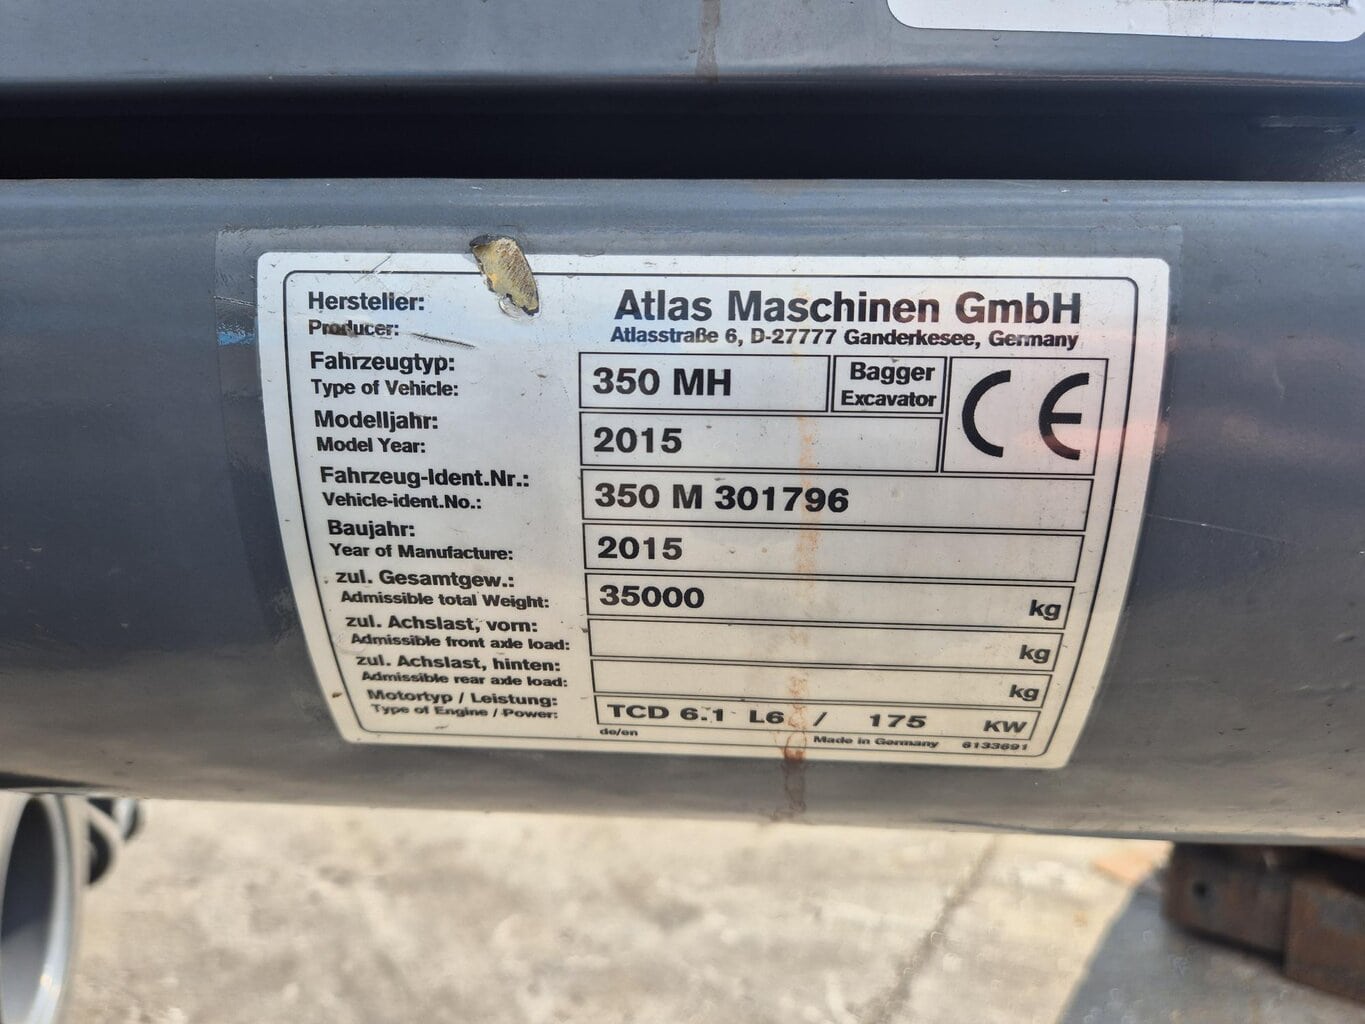 Hersteller:
Producer:
Atlas Maschinen GmbH
Atlasstraße 6, D-27777 Ganderkesee, Germany
Fahrzeugtyp:
Type of Vehicle:
350 MH
Bagger
Excavator
CE
Modelljahr:
Model Year:
2015
Fahrzeug-Ident.Nr.:
Vehicle-ident.No.:
350 M 301796
Baujahr:
Year of Manufacture:
2015
zul. Gesamtgew.:
Admissible total Weight:
35000 kg
zul. Achslast, vorn:
Admissible front axle load:
kg
zul. Achslast, hinten:
Admissible rear axle load:
kg
Motortyp / Leistung:
Type of Engine / Power:
TCD 6.1 L6 / 175 KW
de/en
Made in Germany 6133691